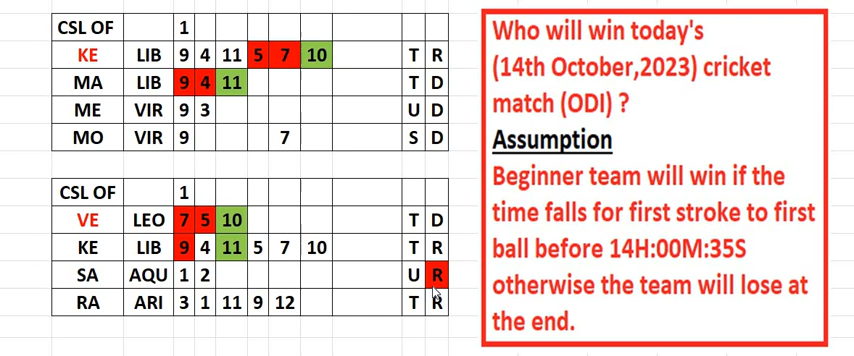 CSL OF 1
KE LIB 9 4 11 5 7 10 T R
MA LIB 9 4 11 T D
ME VIR 9 3 U D
MO VIR 9 7 S D
CSL OF 1
VE LEO 7 5 10 T D
KE LIB 9 4 11 5 7 10 T R
SA AQU 1 2 U R
RA ARI 3 1 11 9 12 T R
Who will win today's
(14th October,2023) cricket
match (ODI) ?
Assumption
Beginner team will win if the
time falls for first stroke to first
ball before 14H:00M:35S
otherwise the team will lose at
the end.